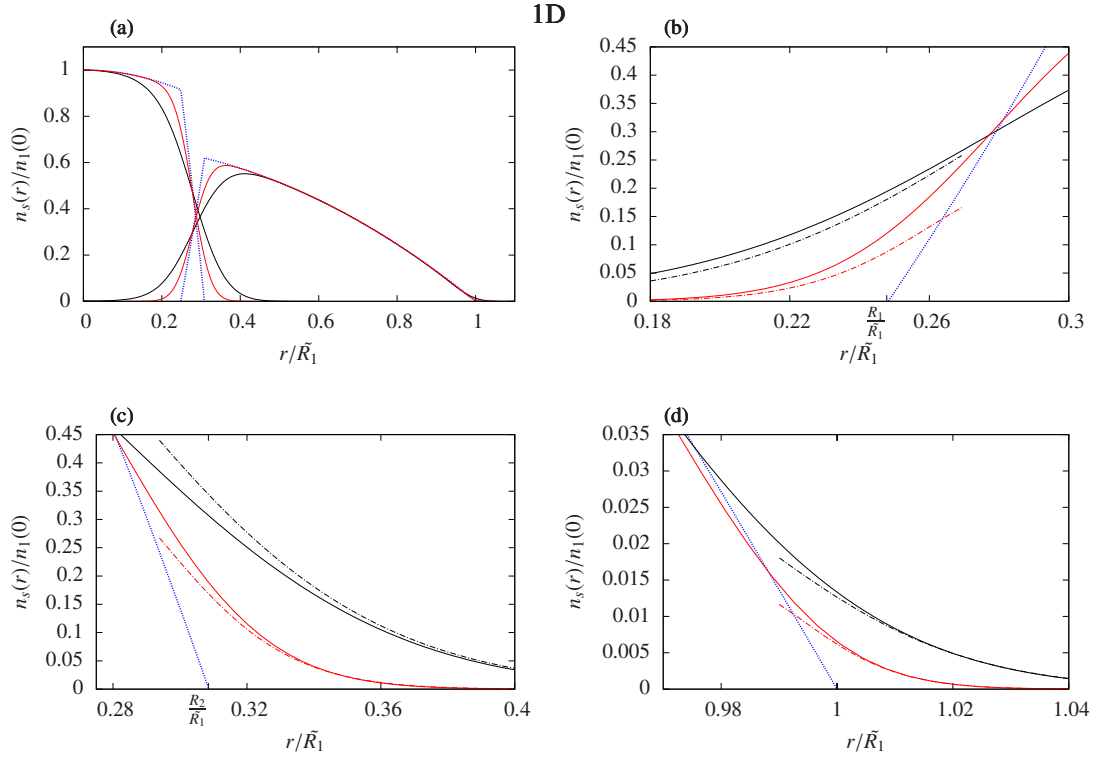 1D
(a)
n_s(r)/n_1(0)
1
0.8
0.6
0.4
0.2
0
0 0.2 0.4 0.6 0.8 1
r/R̃_1
(b)
n_s(r)/n_1(0)
0.45
0.4
0.35
0.3
0.25
0.2
0.15
0.1
0.05
0
0.18 0.22 R_1/R̃_1 0.26 0.3
r/R̃_1
(c)
n_s(r)/n_1(0)
0.45
0.4
0.35
0.3
0.25
0.2
0.15
0.1
0.05
0
0.28 R_2/R̃_1 0.32 0.36 0.4
r/R̃_1
(d)
n_s(r)/n_1(0)
0.035
0.03
0.025
0.02
0.015
0.01
0.005
0
0.98 1 1.02 1.04
r/R̃_1